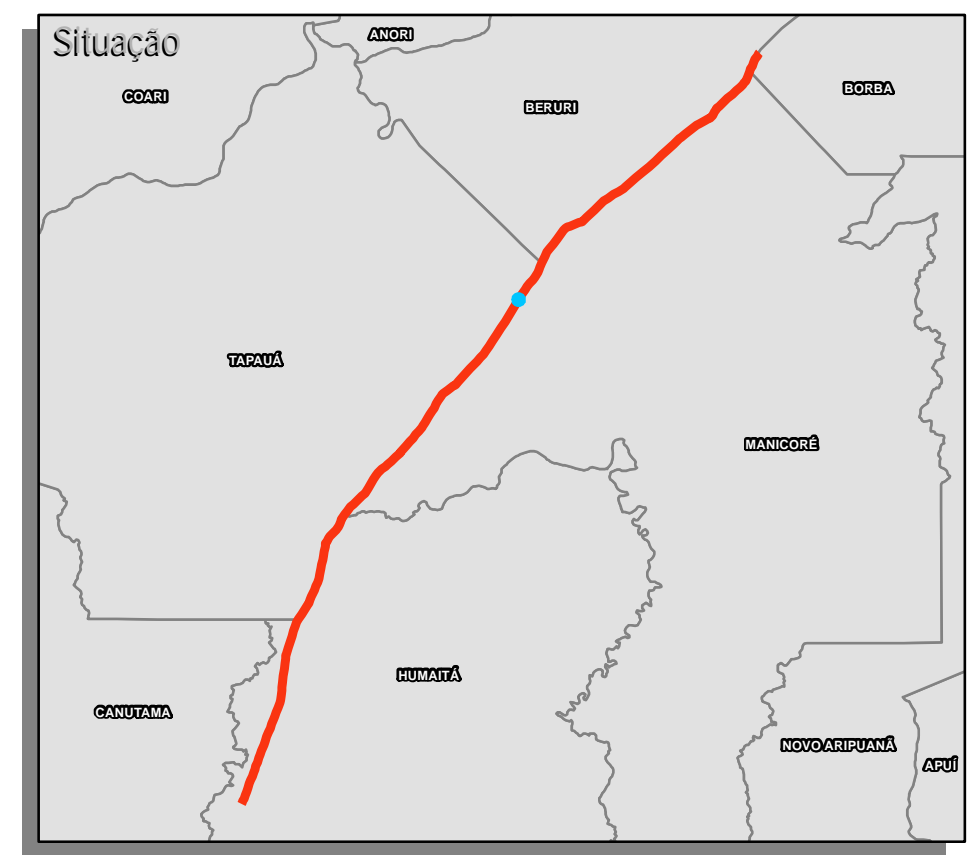 Situação
ANORI
COARI
BORBA
BERURI
TAPAUÁ
MANICORÉ
HUMAITÁ
CANUTAMA
NOVO ARIPUANÃ
APUÍ